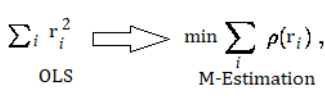 ∑ᵢ rᵢ² ⇒ min ∑ᵢ ρ(rᵢ) ,
OLS M-Estimation